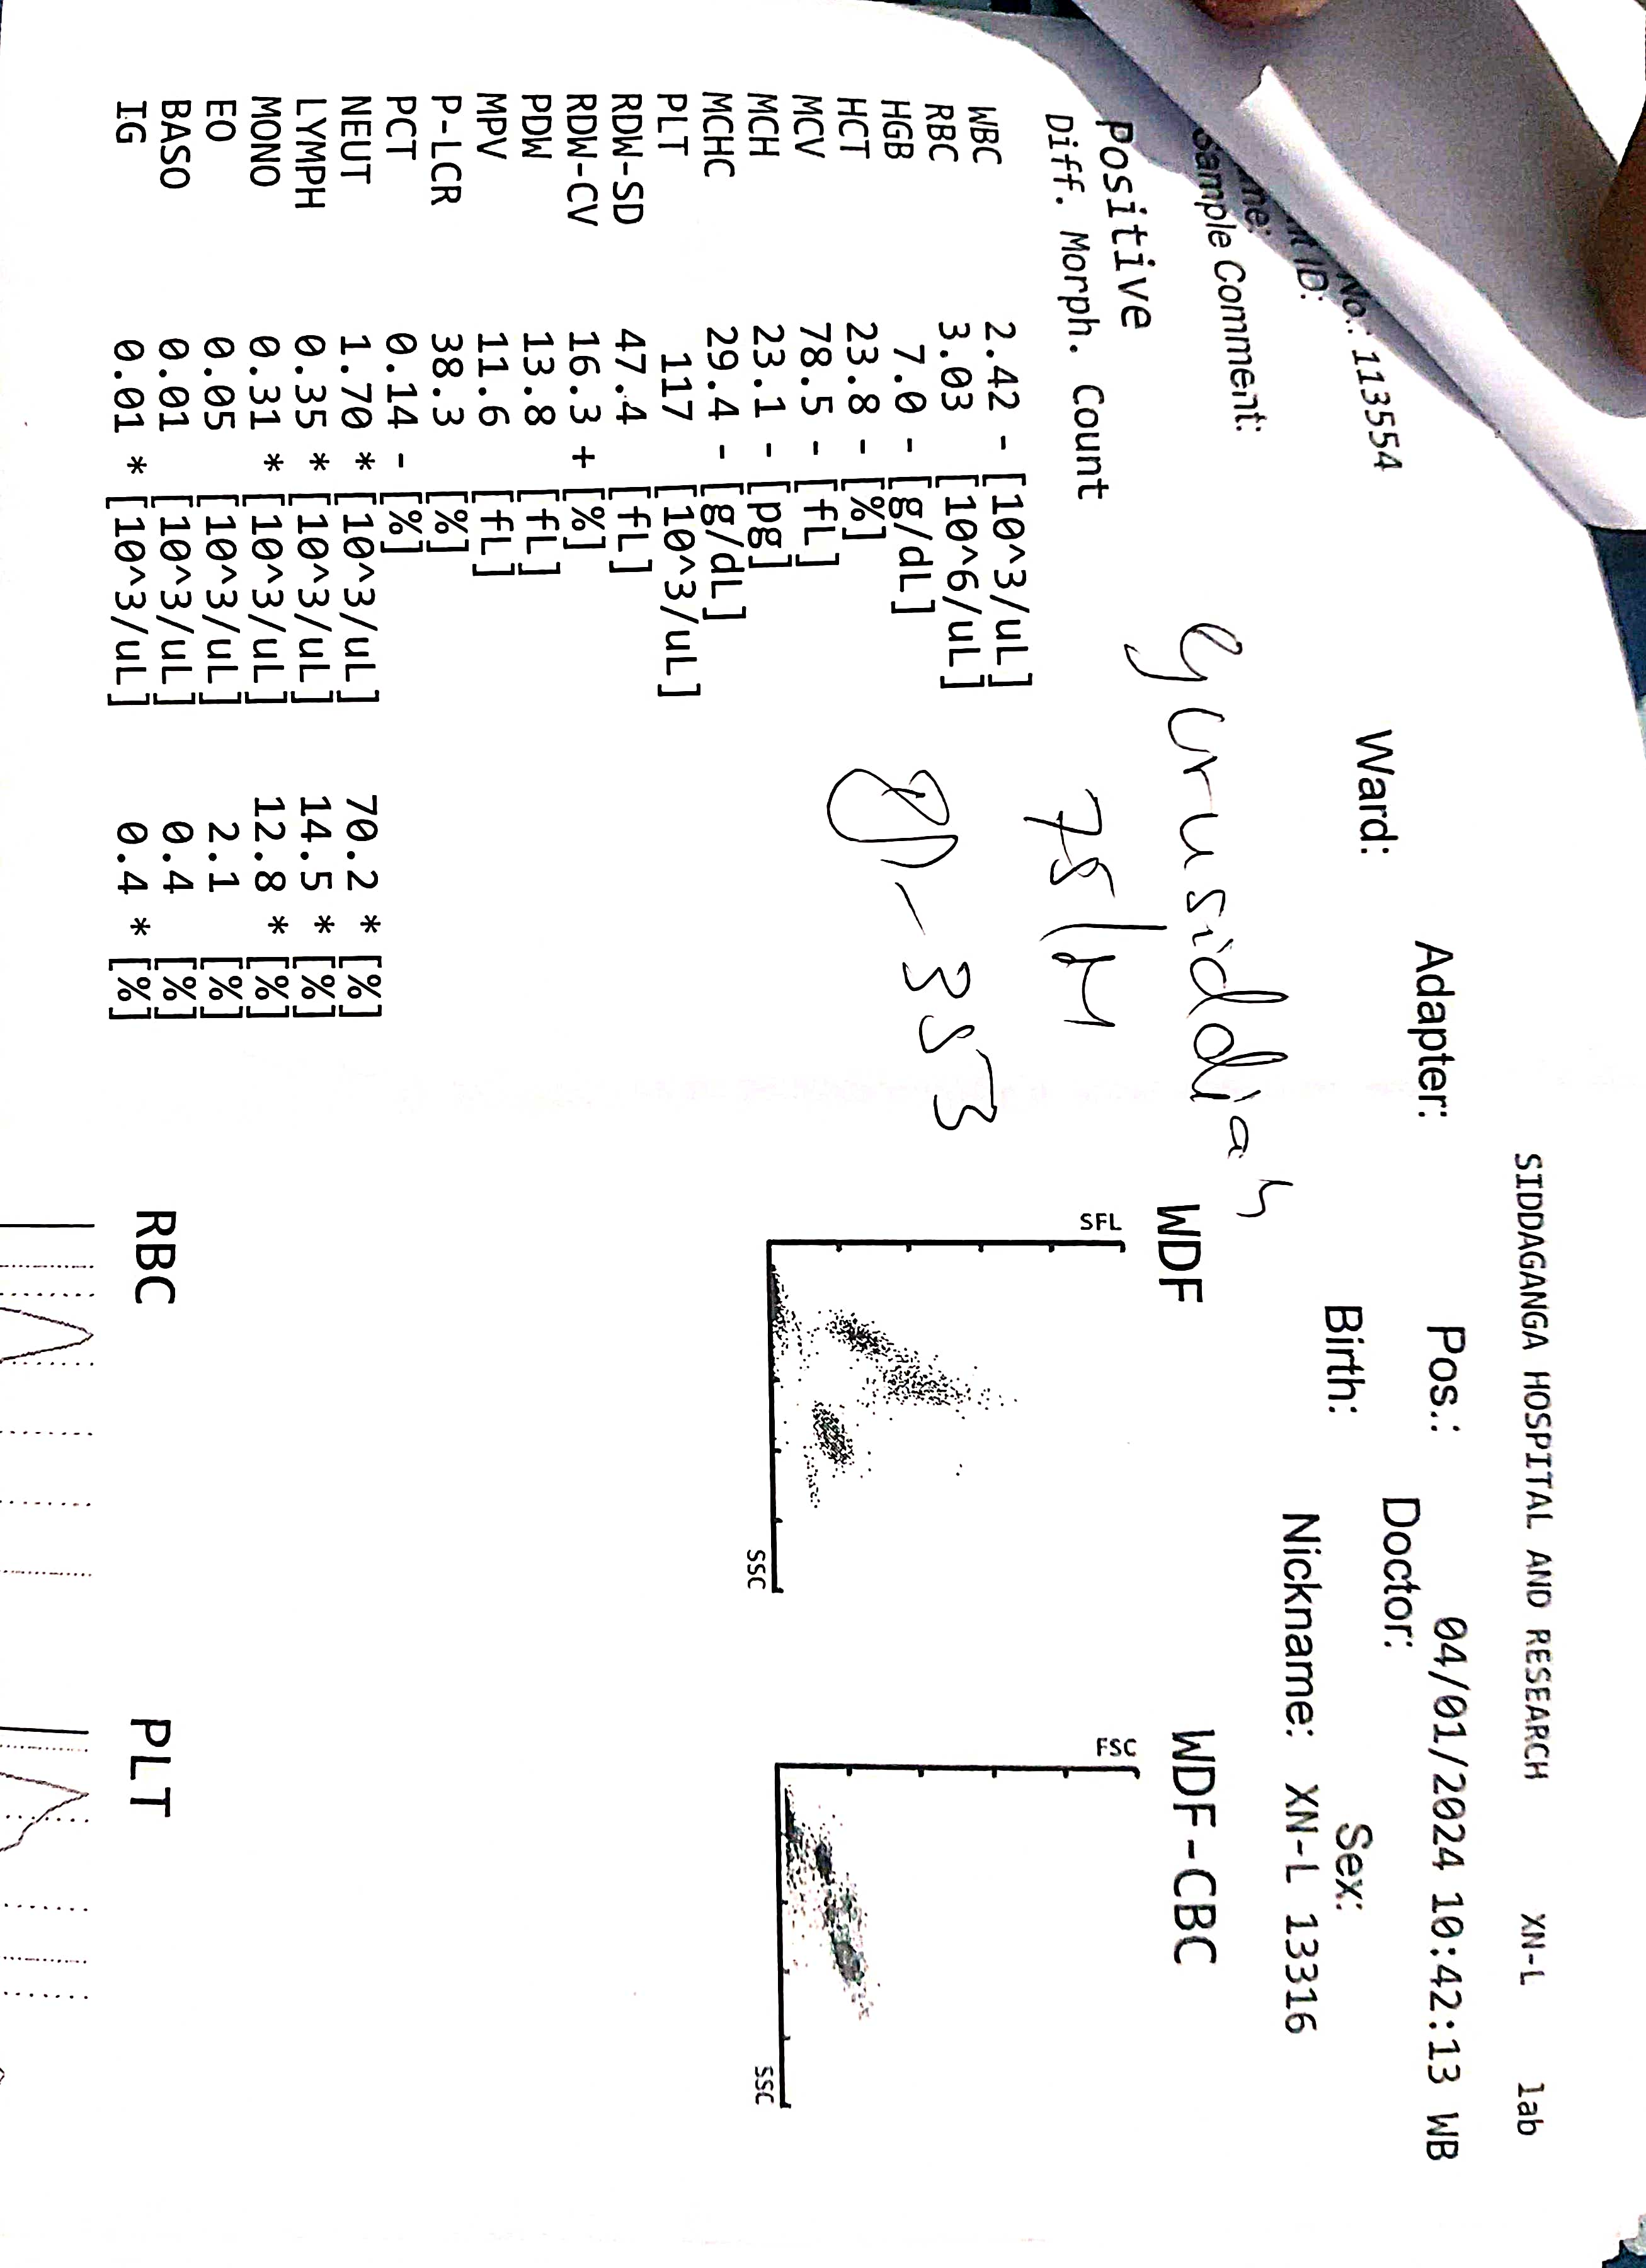 SIDDAGANGA HOSPITAL AND RESEARCH XN-L lab
No.: 113554 Adapter: Pos.: 04/01/2024 10:42:13 WB
ID: Ward: Doctor:
Birth: Sex:
Sample Comment: Nickname: XN-L 13316
Gurusiddiah
Positive
Diff. Morph. Count
75/M
WBC 2.42 - [10^3/uL]
RBC 3.03 [10^6/uL]
HGB 7.0 - [g/dL]
HCT 23.8 - [%]
MCV 78.5 - [fL]
MCH 23.1 - [pg]
MCHC 29.4 - [g/dL]
PLT 117 [10^3/uL]
RDW-SD 47.4 [fL]
RDW-CV 16.3 + [%]
PDW 13.8 [fL]
MPV 11.6 [fL]
P-LCR 38.3 [%]
PCT 0.14 - [%]
NEUT 1.70 * [10^3/uL] 70.2 * [%]
LYMPH 0.35 * [10^3/uL] 14.5 * [%]
MONO 0.31 * [10^3/uL] 12.8 * [%]
EO 0.05 [10^3/uL] 2.1 [%]
BASO 0.01 [10^3/uL] 0.4 [%]
IG 0.01 * [10^3/uL] 0.4 * [%]
WDF
SFL
SSC
WDF-CBC
FSC
SSC
RBC
PLT